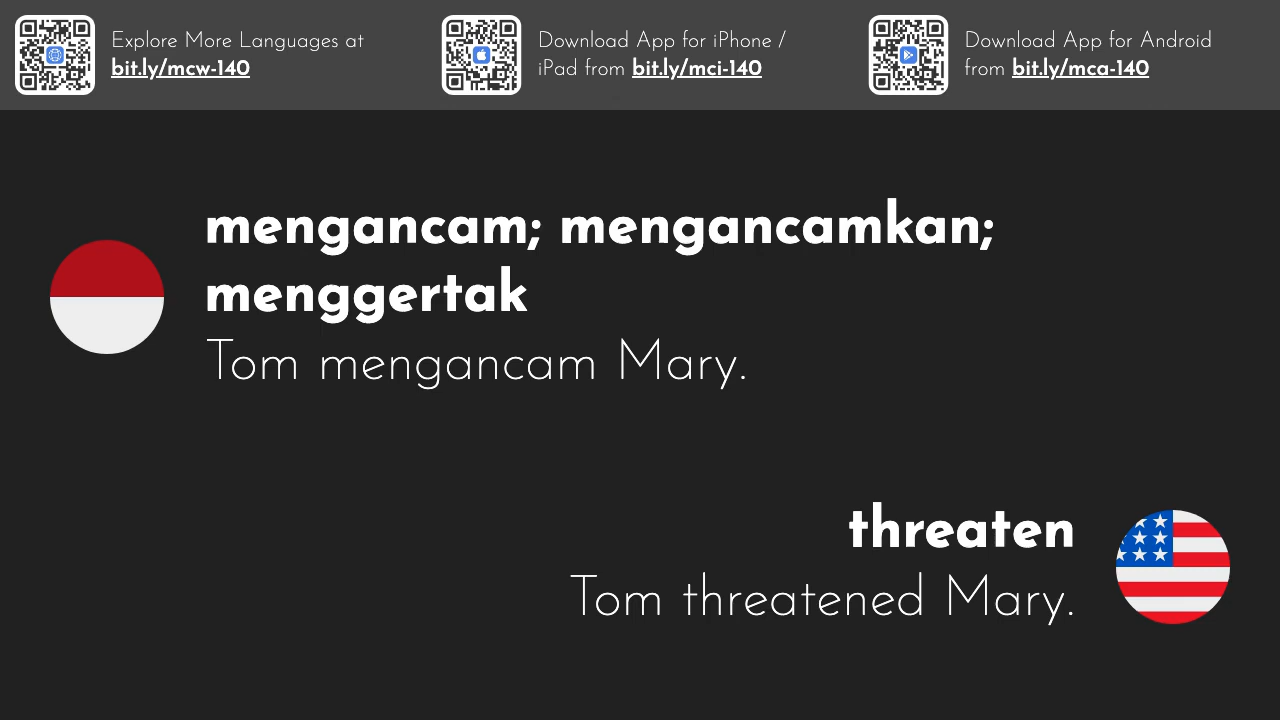 Explore More Languages at
bit.ly/mcw-140
Download App for iPhone /
iPad from bit.ly/mci-140
Download App for Android
from bit.ly/mca-140
mengancam; mengancamkan;
menggertak
Tom mengancam Mary.
threaten
Tom threatened Mary.